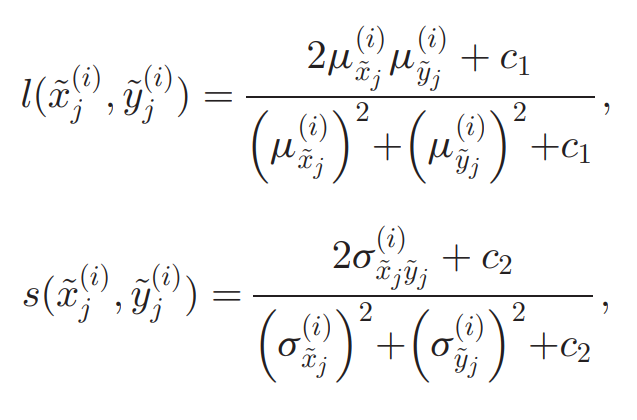 l(\tilde{x}_j^{(i)}, \tilde{y}_j^{(i)}) = \frac{2\mu_{\tilde{x}_j}^{(i)} \mu_{\tilde{y}_j}^{(i)} + c_1}{\left(\mu_{\tilde{x}_j}^{(i)}\right)^2 + \left(\mu_{\tilde{y}_j}^{(i)}\right)^2 + c_1},
s(\tilde{x}_j^{(i)}, \tilde{y}_j^{(i)}) = \frac{2\sigma_{\tilde{x}_j \tilde{y}_j}^{(i)} + c_2}{\left(\sigma_{\tilde{x}_j}^{(i)}\right)^2 + \left(\sigma_{\tilde{y}_j}^{(i)}\right)^2 + c_2},